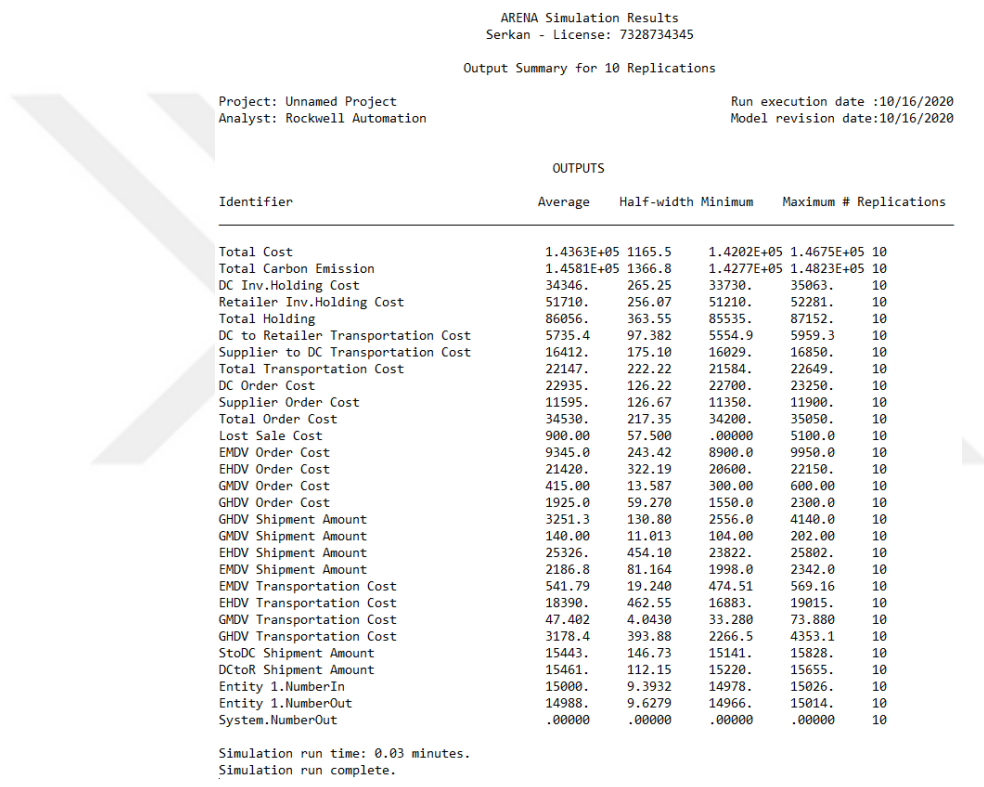 ARENA Simulation Results
Serkan - License: 7328734345
Output Summary for 10 Replications
Project: Unnamed Project Run execution date :10/16/2020
Analyst: Rockwell Automation Model revision date:10/16/2020
OUTPUTS
Identifier Average Half-width Minimum Maximum # Replications
Total Cost 1.4363E+05 1165.5 1.4202E+05 1.4675E+05 10
Total Carbon Emission 1.4581E+05 1366.8 1.4277E+05 1.4823E+05 10
DC Inv.Holding Cost 34346. 265.25 33730. 35063. 10
Retailer Inv.Holding Cost 51710. 256.07 51210. 52281. 10
Total Holding 86056. 363.55 85535. 87152. 10
DC to Retailer Transportation Cost 5735.4 97.382 5554.9 5959.3 10
Supplier to DC Transportation Cost 16412. 175.10 16029. 16850. 10
Total Transportation Cost 22147. 222.22 21584. 22649. 10
DC Order Cost 22935. 126.22 22700. 23250. 10
Supplier Order Cost 11595. 126.67 11350. 11900. 10
Total Order Cost 34530. 217.35 34200. 35050. 10
Lost Sale Cost 900.00 57.500 .00000 5100.0 10
EMDV Order Cost 9345.0 243.42 8900.0 9950.0 10
EHDV Order Cost 21420. 322.19 20600. 22150. 10
GMDV Order Cost 415.00 13.587 300.00 600.00 10
GHDV Order Cost 1925.0 59.270 1550.0 2300.0 10
GHDV Shipment Amount 3251.3 130.80 2556.0 4140.0 10
GMDV Shipment Amount 140.00 11.013 104.00 202.00 10
EHDV Shipment Amount 25326. 454.10 23822. 25802. 10
EMDV Shipment Amount 2186.8 81.164 1998.0 2342.0 10
EMDV Transportation Cost 541.79 19.240 474.51 569.16 10
EHDV Transportation Cost 18390. 462.55 16883. 19015. 10
GMDV Transportation Cost 47.402 4.0430 33.280 73.880 10
GHDV Transportation Cost 3178.4 393.88 2266.5 4353.1 10
StoDC Shipment Amount 15443. 146.73 15141. 15828. 10
DCtoR Shipment Amount 15461. 112.15 15220. 15655. 10
Entity 1.NumberIn 15000. 9.3932 14978. 15026. 10
Entity 1.NumberOut 14988. 9.6279 14966. 15014. 10
System.NumberOut .00000 .00000 .00000 .00000 10
Simulation run time: 0.03 minutes.
Simulation run complete.